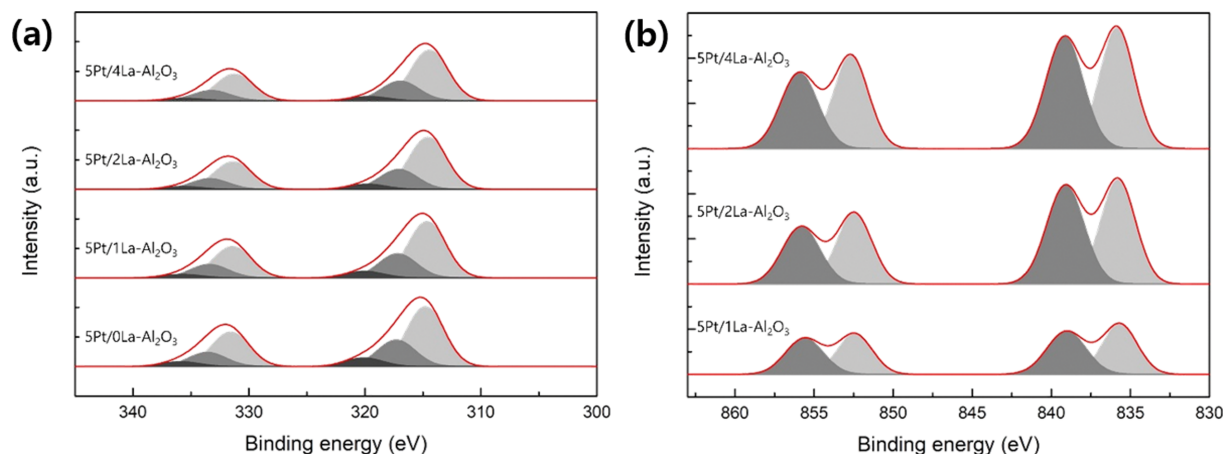 (a)
Intensity (a.u.)
5Pt/4La-Al₂O₃
5Pt/2La-Al₂O₃
5Pt/1La-Al₂O₃
5Pt/0La-Al₂O₃
340 330 320 310 300
Binding energy (eV)
(b)
Intensity (a.u.)
5Pt/4La-Al₂O₃
5Pt/2La-Al₂O₃
5Pt/1La-Al₂O₃
860 855 850 845 840 835 830
Binding energy (eV)